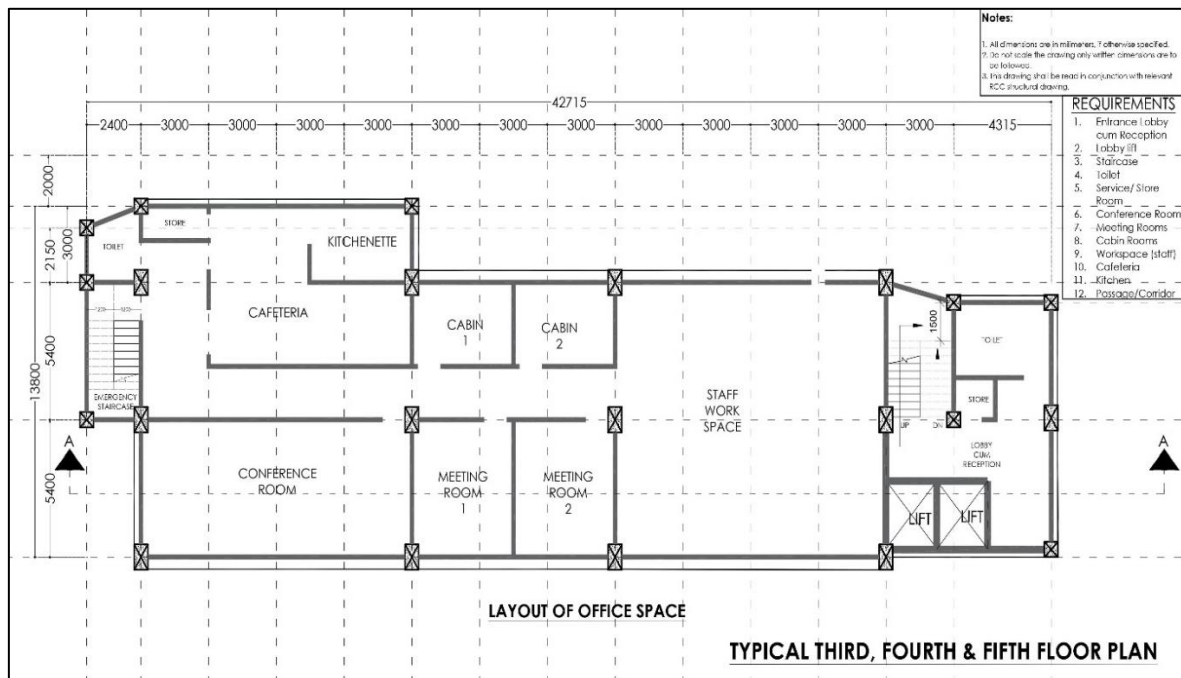 Notes:
1. All dimensions are in milimeters, if otherwise specified.
2. Do not scale the drawing only written dimensions are to
be followed.
3. This drawing shall be read in conjunction with relevant
RCC structural drawing.
REQUIREMENTS
1. Entrance Lobby
cum Reception
2. Lobby lift
3. Staircase
4. Toilet
5. Service/ Store
Room
6. Conference Room
7. Meeting Rooms
8. Cabin Rooms
9. Workspace (staff)
10. Cafeteria
11. Kitchen
12. Passage/Corridor
42715
2400 3000 3000 3000 3000 3000 3000 3000 3000 3000 3000 3000 3000 4315
2000
13800
2150
3000
5400
5400
STORE
TOILET
KITCHENETTE
CAFETERIA
CABIN
1
CABIN
2
EMERGENCY
STAIRCASE
STAFF
WORK
SPACE
1500
TOILET
STORE
UP
DN
LOBBY
CUM
RECEPTION
A
A
CONFERENCE
ROOM
MEETING
ROOM
1
MEETING
ROOM
2
LIFT
LIFT
LAYOUT OF OFFICE SPACE
TYPICAL THIRD, FOURTH & FIFTH FLOOR PLAN